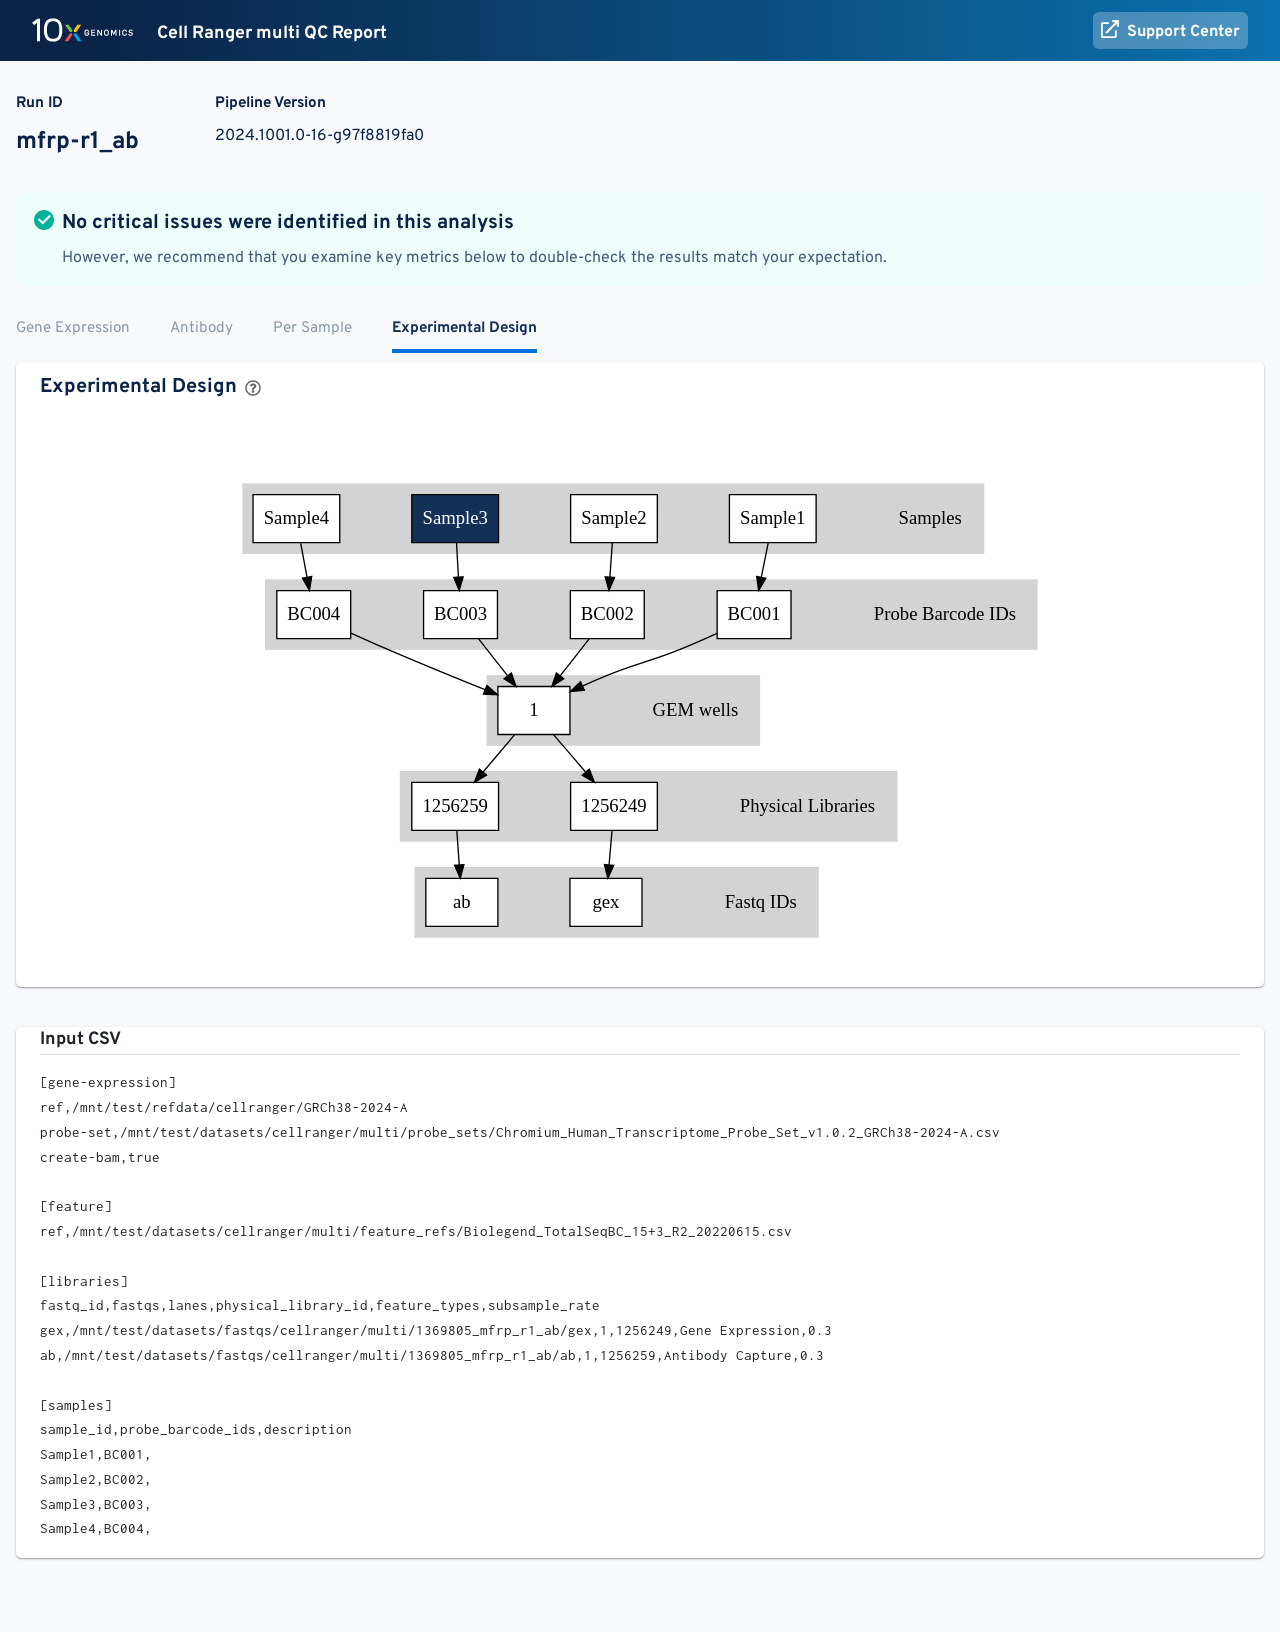 10x GENOMICS Cell Ranger multi QC Report Support Center
Run ID Pipeline Version
mfrp-r1_ab 2024.1001.0-16-g97f8819fa0
No critical issues were identified in this analysis
However, we recommend that you examine key metrics below to double-check the results match your expectation.
Gene Expression Antibody Per Sample Experimental Design
Experimental Design ?
Sample4 Sample3 Sample2 Sample1 Samples
BC004 BC003 BC002 BC001 Probe Barcode IDs
1 GEM wells
1256259 1256249 Physical Libraries
ab gex Fastq IDs
Input CSV
[gene-expression]
ref,/mnt/test/refdata/cellranger/GRCh38-2024-A
probe-set,/mnt/test/datasets/cellranger/multi/probe_sets/Chromium_Human_Transcriptome_Probe_Set_v1.0.2_GRCh38-2024-A.csv
create-bam,true
[feature]
ref,/mnt/test/datasets/cellranger/multi/feature_refs/Biolegend_TotalSeqBC_15+3_R2_20220615.csv
[libraries]
fastq_id,fastqs,lanes,physical_library_id,feature_types,subsample_rate
gex,/mnt/test/datasets/fastqs/cellranger/multi/1369805_mfrp_r1_ab/gex,1,1256249,Gene Expression,0.3
ab,/mnt/test/datasets/fastqs/cellranger/multi/1369805_mfrp_r1_ab/ab,1,1256259,Antibody Capture,0.3
[samples]
sample_id,probe_barcode_ids,description
Sample1,BC001,
Sample2,BC002,
Sample3,BC003,
Sample4,BC004,